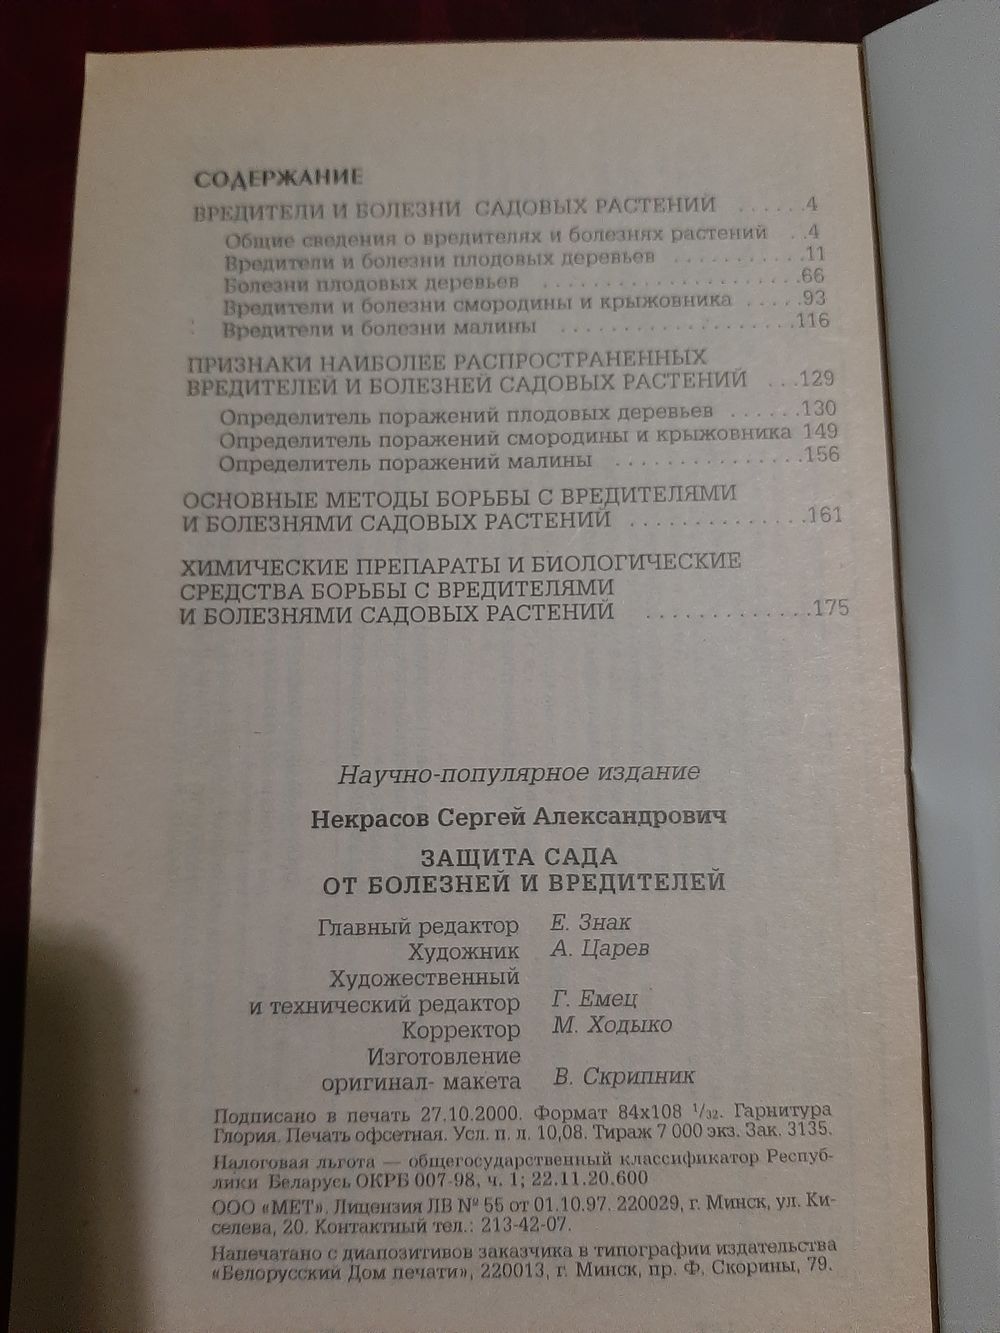 СОДЕРЖАНИЕ
ВРЕДИТЕЛИ И БОЛЕЗНИ САДОВЫХ РАСТЕНИЙ ......4
Общие сведения о вредителях и болезнях растений ..4
Вредители и болезни плодовых деревьев ...........11
Болезни плодовых деревьев .....................66
Вредители и болезни смородины и крыжовника .....93
Вредители и болезни малины ...................116
ПРИЗНАКИ НАИБОЛЕЕ РАСПРОСТРАНЕННЫХ
ВРЕДИТЕЛЕЙ И БОЛЕЗНЕЙ САДОВЫХ РАСТЕНИЙ ...129
Определитель поражений плодовых деревьев ......130
Определитель поражений смородины и крыжовника 149
Определитель поражений малины ...............156
ОСНОВНЫЕ МЕТОДЫ БОРЬБЫ С ВРЕДИТЕЛЯМИ
И БОЛЕЗНЯМИ САДОВЫХ РАСТЕНИЙ ..............161
ХИМИЧЕСКИЕ ПРЕПАРАТЫ И БИОЛОГИЧЕСКИЕ
СРЕДСТВА БОРЬБЫ С ВРЕДИТЕЛЯМИ
И БОЛЕЗНЯМИ САДОВЫХ РАСТЕНИЙ .............175
Научно-популярное издание
Некрасов Сергей Александрович
ЗАЩИТА САДА
ОТ БОЛЕЗНЕЙ И ВРЕДИТЕЛЕЙ
Главный редактор Е. Знак
Художник А. Царев
Художественный
и технический редактор Г. Емец
Корректор М. Ходыко
Изготовление
оригинал- макета В. Скрипник
Подписано в печать 27.10.2000. Формат 84x108 1/32. Гарнитура
Глория. Печать офсетная. Усл. п. л. 10,08. Тираж 7 000 экз. Зак. 3135.
Налоговая льгота — общегосударственный классификатор Респуб-
лики Беларусь ОКРБ 007-98, ч. 1; 22.11.20.600
ООО «МЕТ». Лицензия ЛВ № 55 от 01.10.97. 220029, г. Минск, ул. Ки-
селева, 20. Контактный тел.: 213-42-07.
Напечатано с диапозитивов заказчика в типографии издательства
«Белорусский Дом печати», 220013, г. Минск, пр. Ф. Скорины, 79.